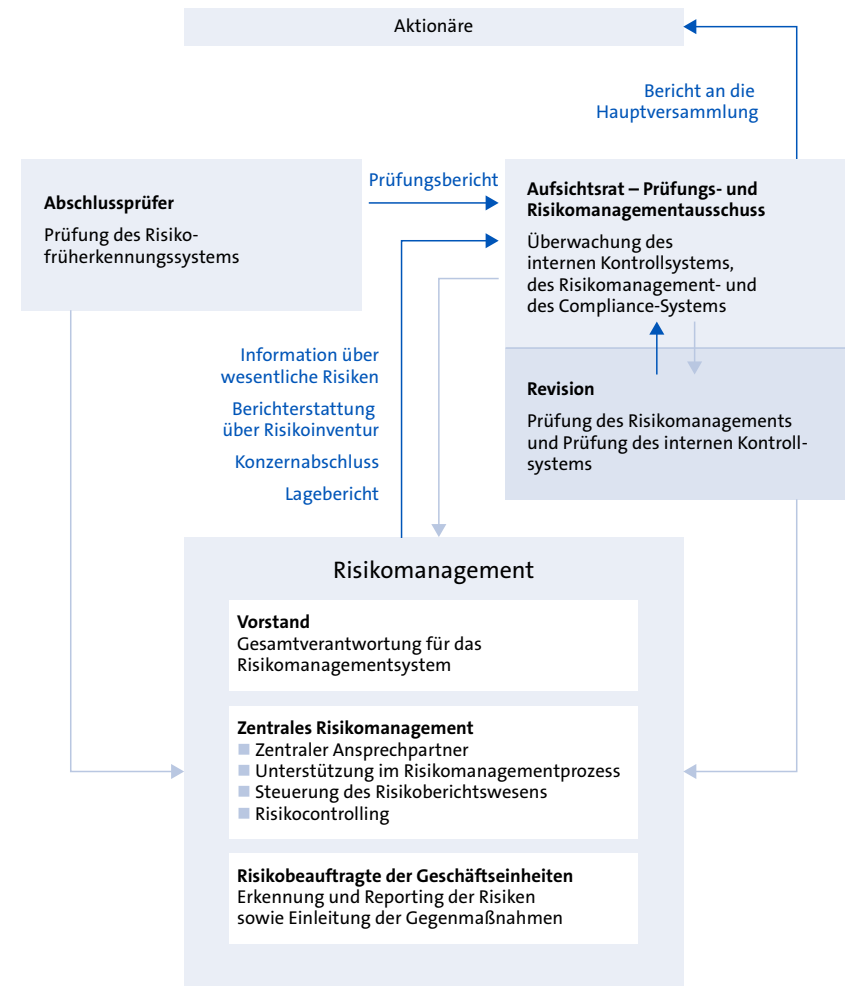 Aktionäre
Bericht an die
Hauptversammlung
Abschlussprüfer
Prüfung des Risiko-
früherkennungssystems
Prüfungsbericht
Aufsichtsrat – Prüfungs- und
Risikomanagementausschuss
Überwachung des
internen Kontrollsystems,
des Risikomanagement- und
des Compliance-Systems
Information über
wesentliche Risiken
Berichterstattung
über Risikoinventur
Konzernabschluss
Lagebericht
Revision
Prüfung des Risikomanagements
und Prüfung des internen Kontroll-
systems
Risikomanagement
Vorstand
Gesamtverantwortung für das
Risikomanagementsystem
Zentrales Risikomanagement
Zentraler Ansprechpartner
Unterstützung im Risikomanagementprozess
Steuerung des Risikoberichtswesens
Risikocontrolling
Risikobeauftragte der Geschäftseinheiten
Erkennung und Reporting der Risiken
sowie Einleitung der Gegenmaßnahmen